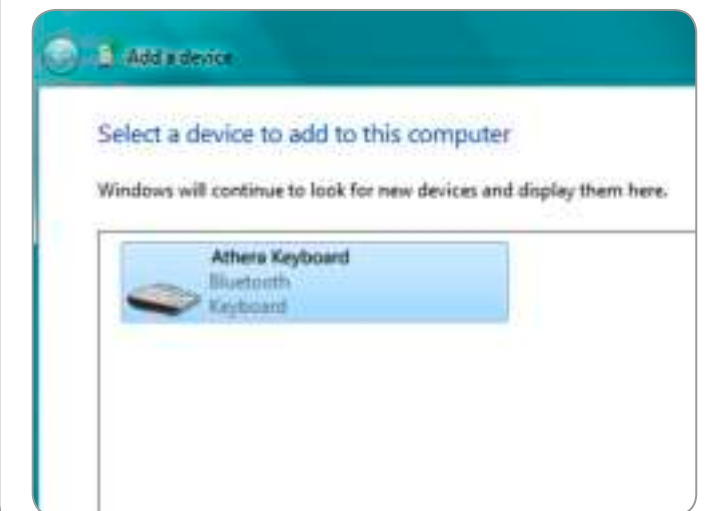 Add a device
Select a device to add to this computer
Windows will continue to look for new devices and display them here.
Athera Keyboard
Bluetooth
Keyboard